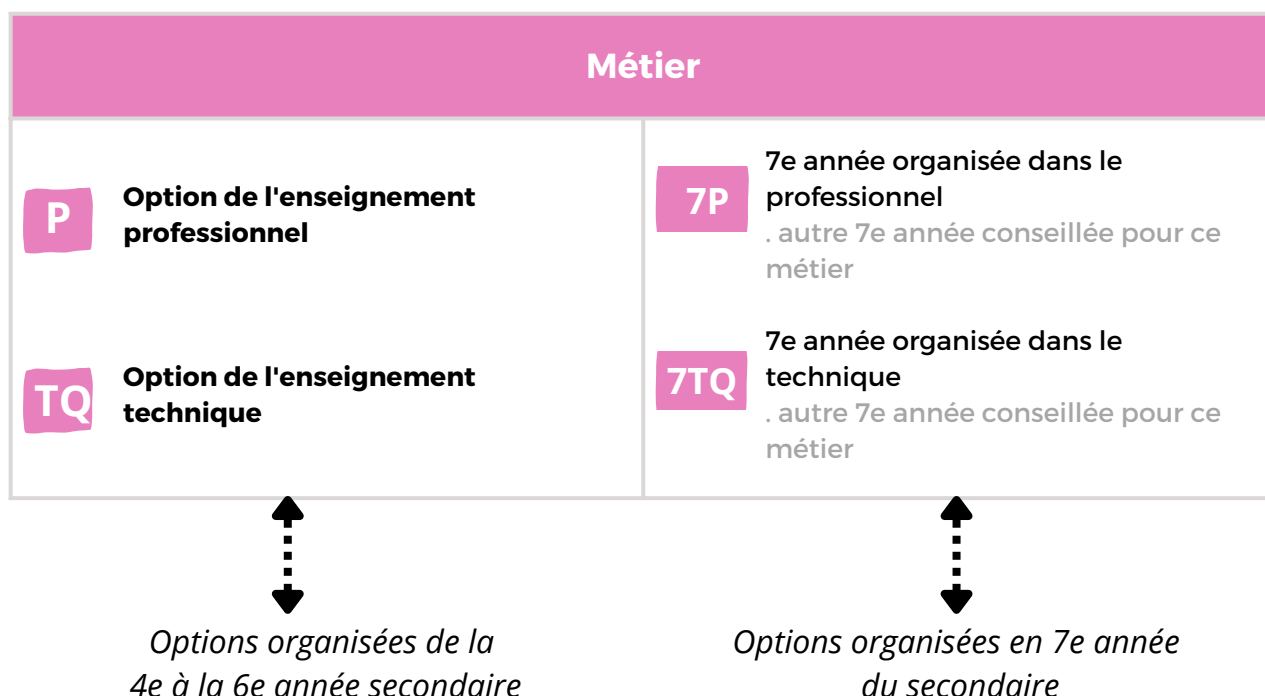 Métier
P
Option de l'enseignement
professionnel
7P
7e année organisée dans le
professionnel
. autre 7e année conseillée pour ce
métier
TQ
Option de l'enseignement
technique
7TQ
7e année organisée dans le
technique
. autre 7e année conseillée pour ce
métier
Options organisées de la
4e à la 6e année secondaire
Options organisées en 7e année
du secondaire